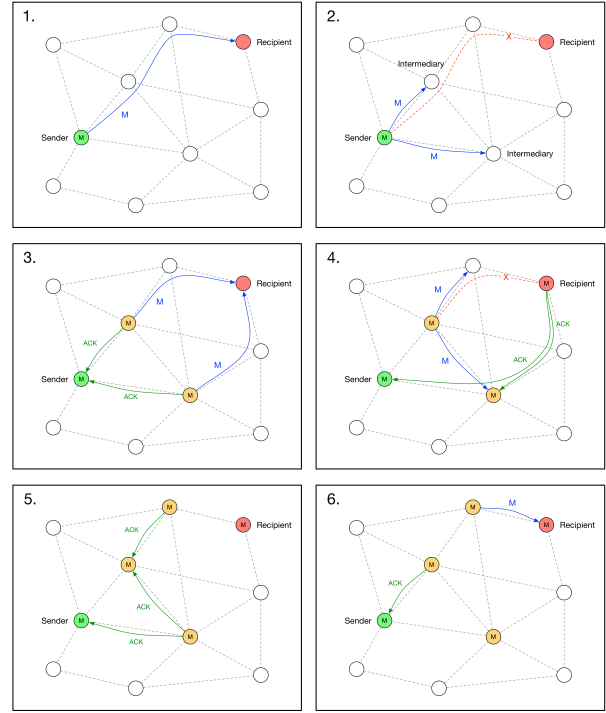 1.
Recipient
M
Sender
M
2.
X
Recipient
Intermediary
M
Sender
M
M
Intermediary
3.
Recipient
M
M
ACK
M
Sender
M
ACK
M
4.
X
M
Recipient
M
M
ACK
M
ACK
Sender
M
M
5.
M
ACK
M
Recipient
M
ACK
Sender
M
ACK
M
6.
M
M
M
Recipient
M
ACK
Sender
M
M